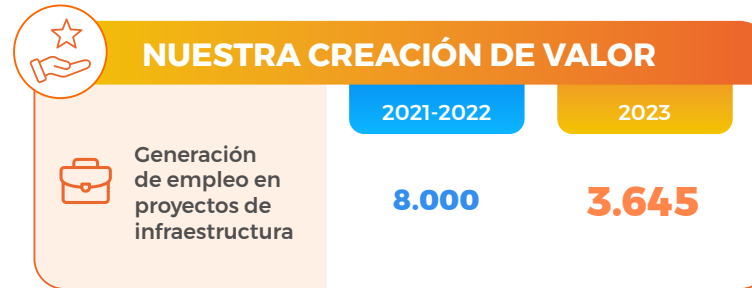 NUESTRA CREACIÓN DE VALOR
2021-2022
2023
Generación
de empleo en
proyectos de
infraestructura
8.000
3.645